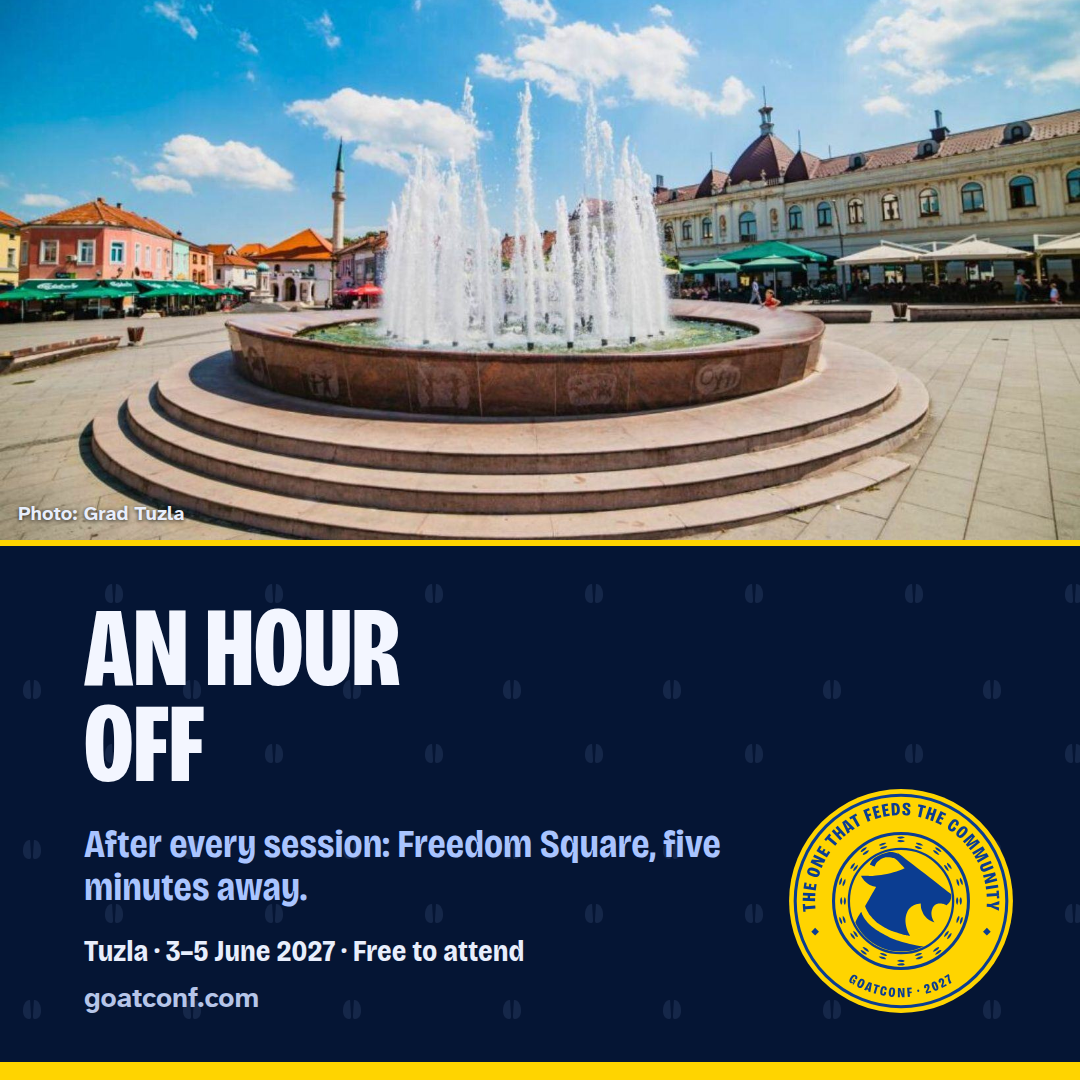 Photo: Grad Tuzla
AN HOUR
OFF
After every session: Freedom Square, five
minutes away.
Tuzla · 3–5 June 2027 · Free to attend
goatconf.com
THE ONE THAT FEEDS THE COMMUNITY
GOATCONF · 2027